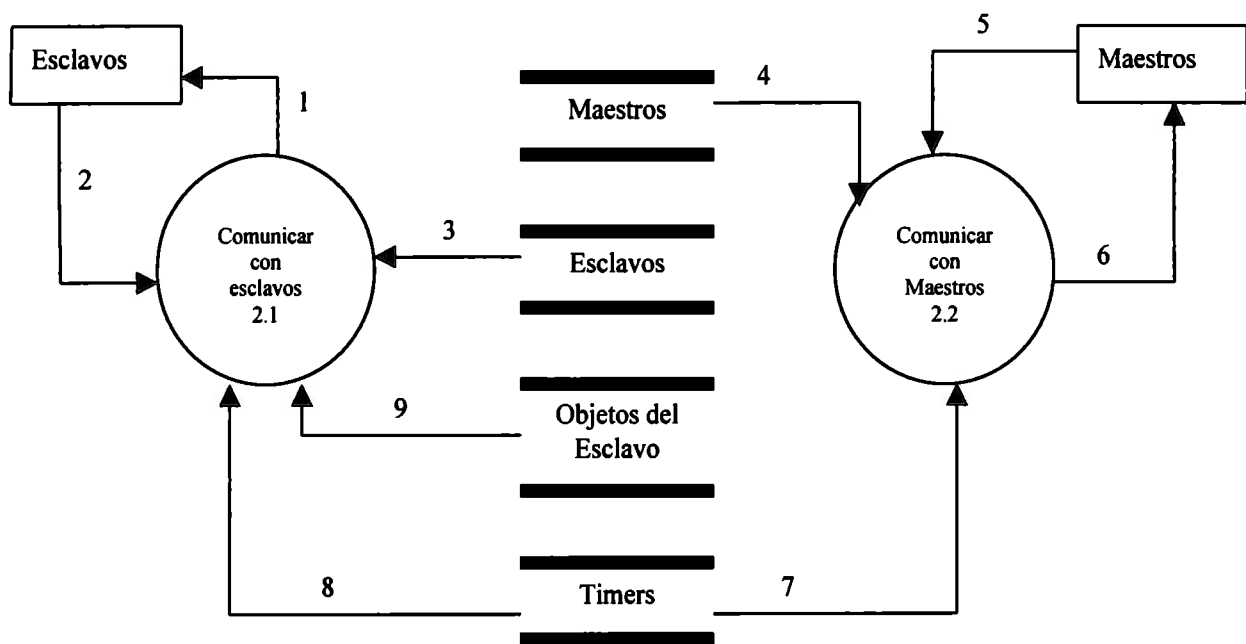 Esclavos
1
2
Comunicar
con
esclavos
2.1
Maestros
3
Esclavos
9
Objetos del
Esclavo
8
Timers
7
4
5
Maestros
Comunicar
con
Maestros
2.2
6